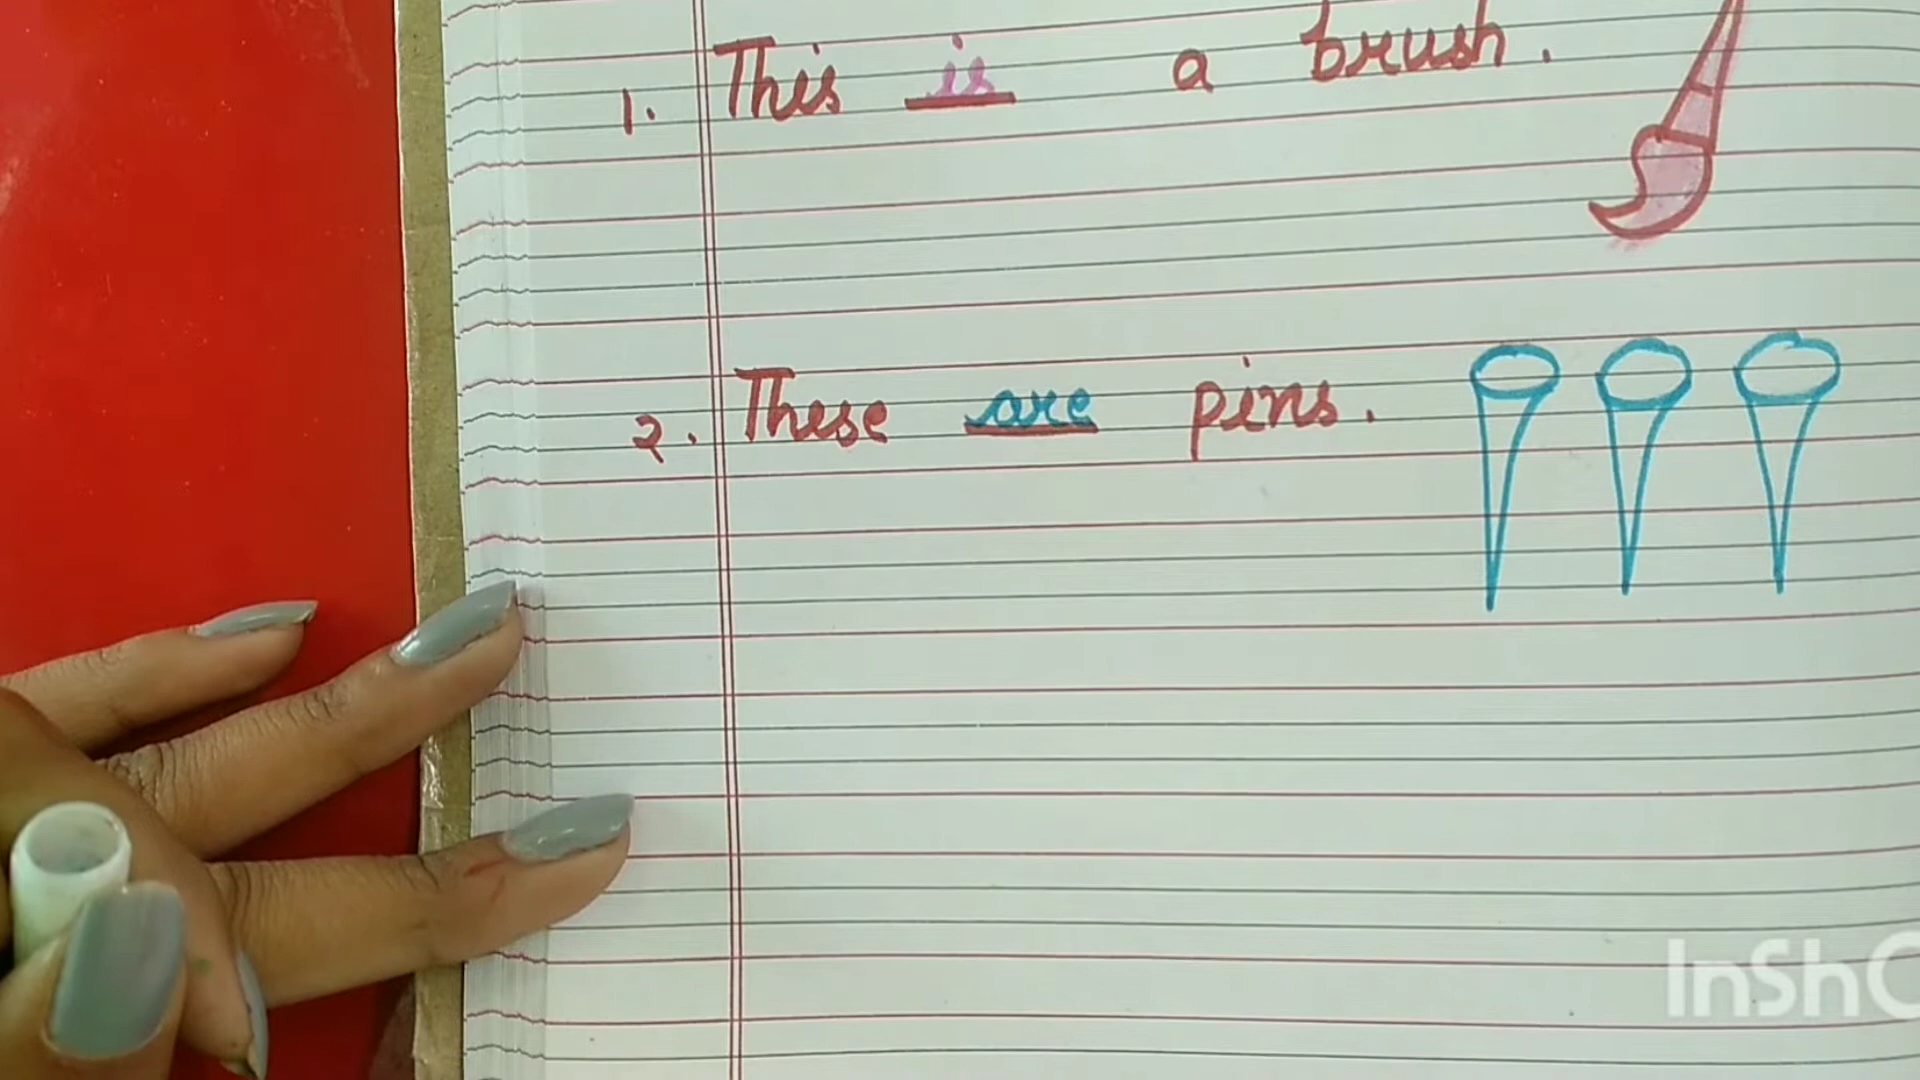 1. This is a brush.
2. These are pins.
InSh